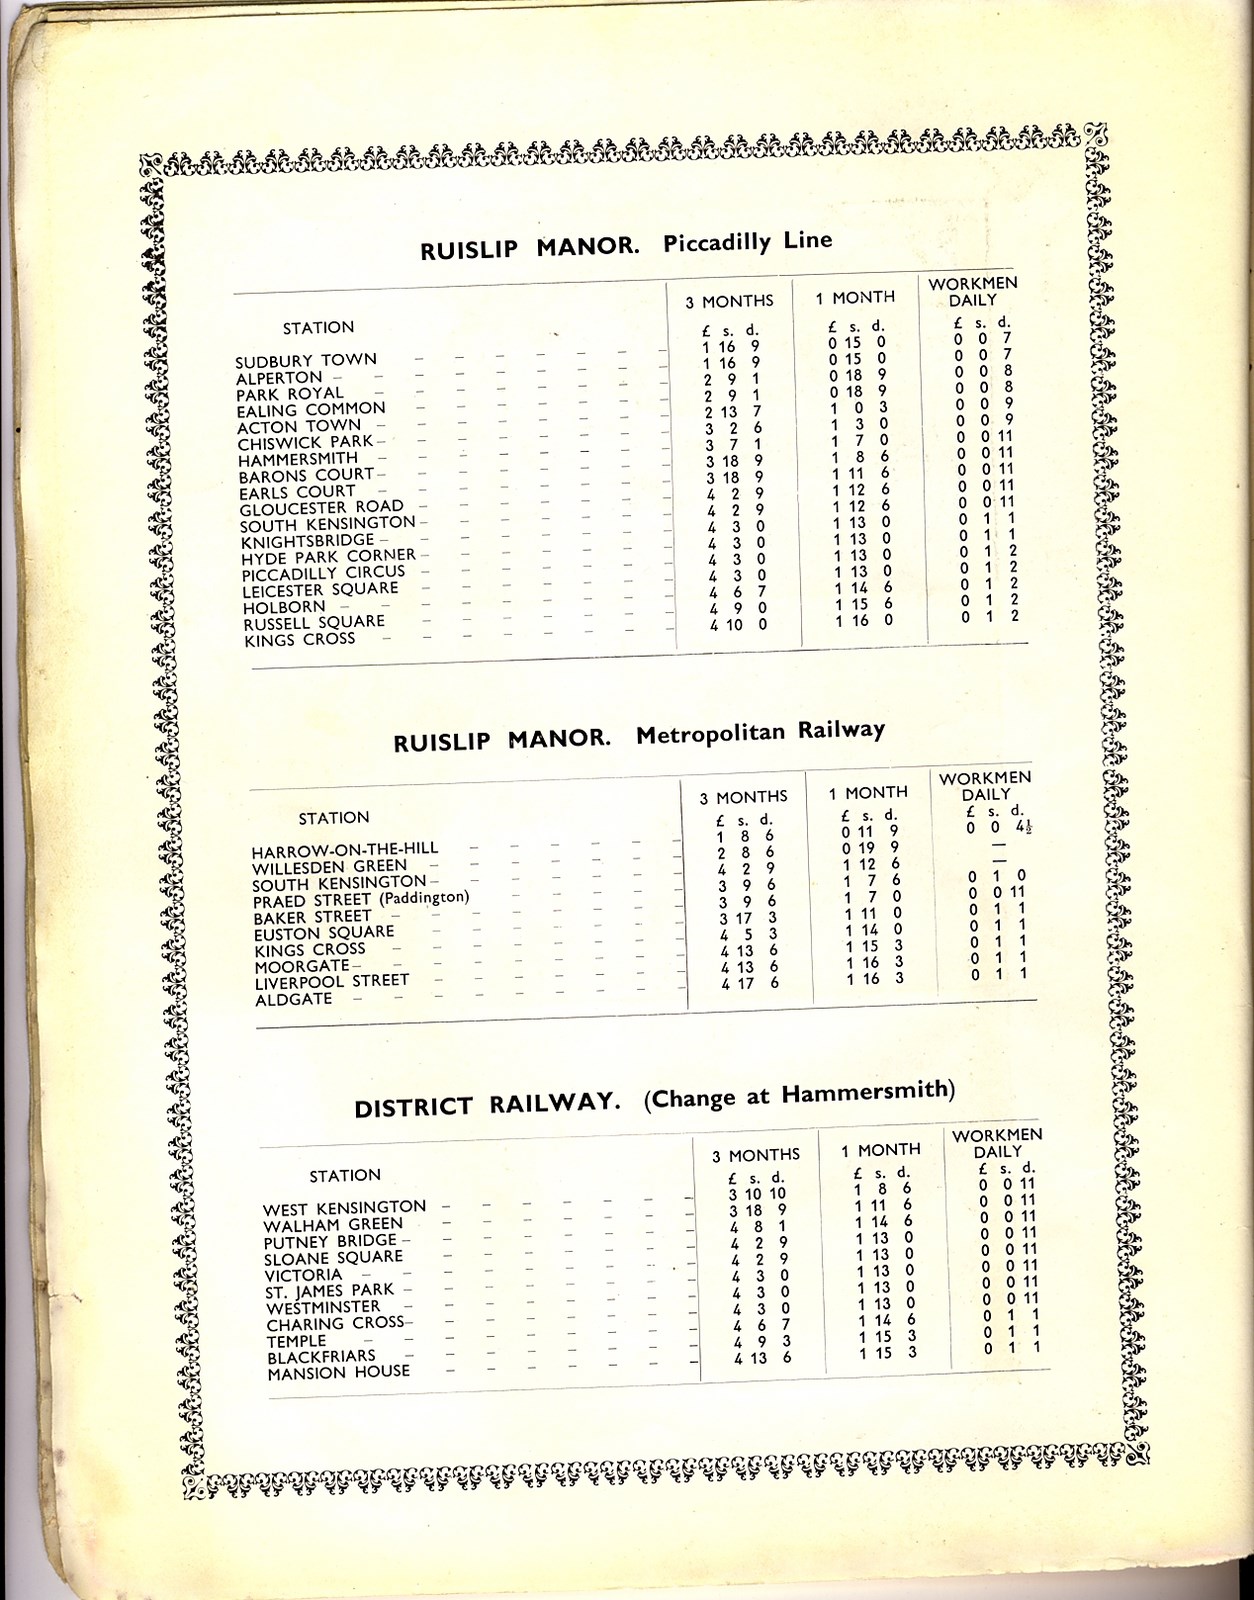 RUISLIP MANOR. Piccadilly Line
STATION 3 MONTHS 1 MONTH WORKMEN DAILY
£ s. d. £ s. d. £ s. d.
SUDBURY TOWN 1 16 9 0 15 0 0 0 7
ALPERTON 1 16 9 0 15 0 0 0 7
PARK ROYAL 2 9 1 0 18 9 0 0 8
EALING COMMON 2 9 1 0 18 9 0 0 8
ACTON TOWN 2 13 7 1 0 3 0 0 9
CHISWICK PARK 3 2 6 1 3 0 0 0 9
HAMMERSMITH 3 7 1 1 7 0 0 0 11
BARONS COURT 3 18 9 1 8 6 0 0 11
EARLS COURT 3 18 9 1 11 6 0 0 11
GLOUCESTER ROAD 4 2 9 1 12 6 0 0 11
SOUTH KENSINGTON 4 2 9 1 12 6 0 0 11
KNIGHTSBRIDGE 4 3 0 1 13 0 0 1 1
HYDE PARK CORNER 4 3 0 1 13 0 0 1 1
PICCADILLY CIRCUS 4 3 0 1 13 0 0 1 2
LEICESTER SQUARE 4 3 0 1 13 0 0 1 2
HOLBORN 4 6 7 1 14 6 0 1 2
RUSSELL SQUARE 4 9 0 1 15 6 0 1 2
KINGS CROSS 4 10 0 1 16 0 0 1 2
RUISLIP MANOR. Metropolitan Railway
STATION 3 MONTHS 1 MONTH WORKMEN DAILY
£ s. d. £ s. d. £ s. d.
HARROW-ON-THE-HILL 1 8 6 0 11 9 0 0 4½
WILLESDEN GREEN 2 8 6 0 19 9 —
SOUTH KENSINGTON 4 2 9 1 12 6 —
PRAED STREET (Paddington) 3 9 6 1 7 6 0 1 0
BAKER STREET 3 9 6 1 7 0 0 0 11
EUSTON SQUARE 3 17 3 1 11 0 0 1 1
KINGS CROSS 4 5 3 1 14 0 0 1 1
MOORGATE 4 13 6 1 15 3 0 1 1
LIVERPOOL STREET 4 13 6 1 16 3 0 1 1
ALDGATE 4 17 6 1 16 3 0 1 1
DISTRICT RAILWAY. (Change at Hammersmith)
STATION 3 MONTHS 1 MONTH WORKMEN DAILY
£ s. d. £ s. d. £ s. d.
WEST KENSINGTON 3 10 10 1 8 6 0 0 11
WALHAM GREEN 3 18 9 1 11 6 0 0 11
PUTNEY BRIDGE 4 8 1 1 14 6 0 0 11
SLOANE SQUARE 4 2 9 1 13 0 0 0 11
VICTORIA 4 2 9 1 13 0 0 0 11
ST. JAMES PARK 4 3 0 1 13 0 0 0 11
WESTMINSTER 4 3 0 1 13 0 0 0 11
CHARING CROSS 4 3 0 1 13 0 0 0 11
TEMPLE 4 6 7 1 14 6 0 1 1
BLACKFRIARS 4 9 3 1 15 3 0 1 1
MANSION HOUSE 4 13 6 1 15 3 0 1 1